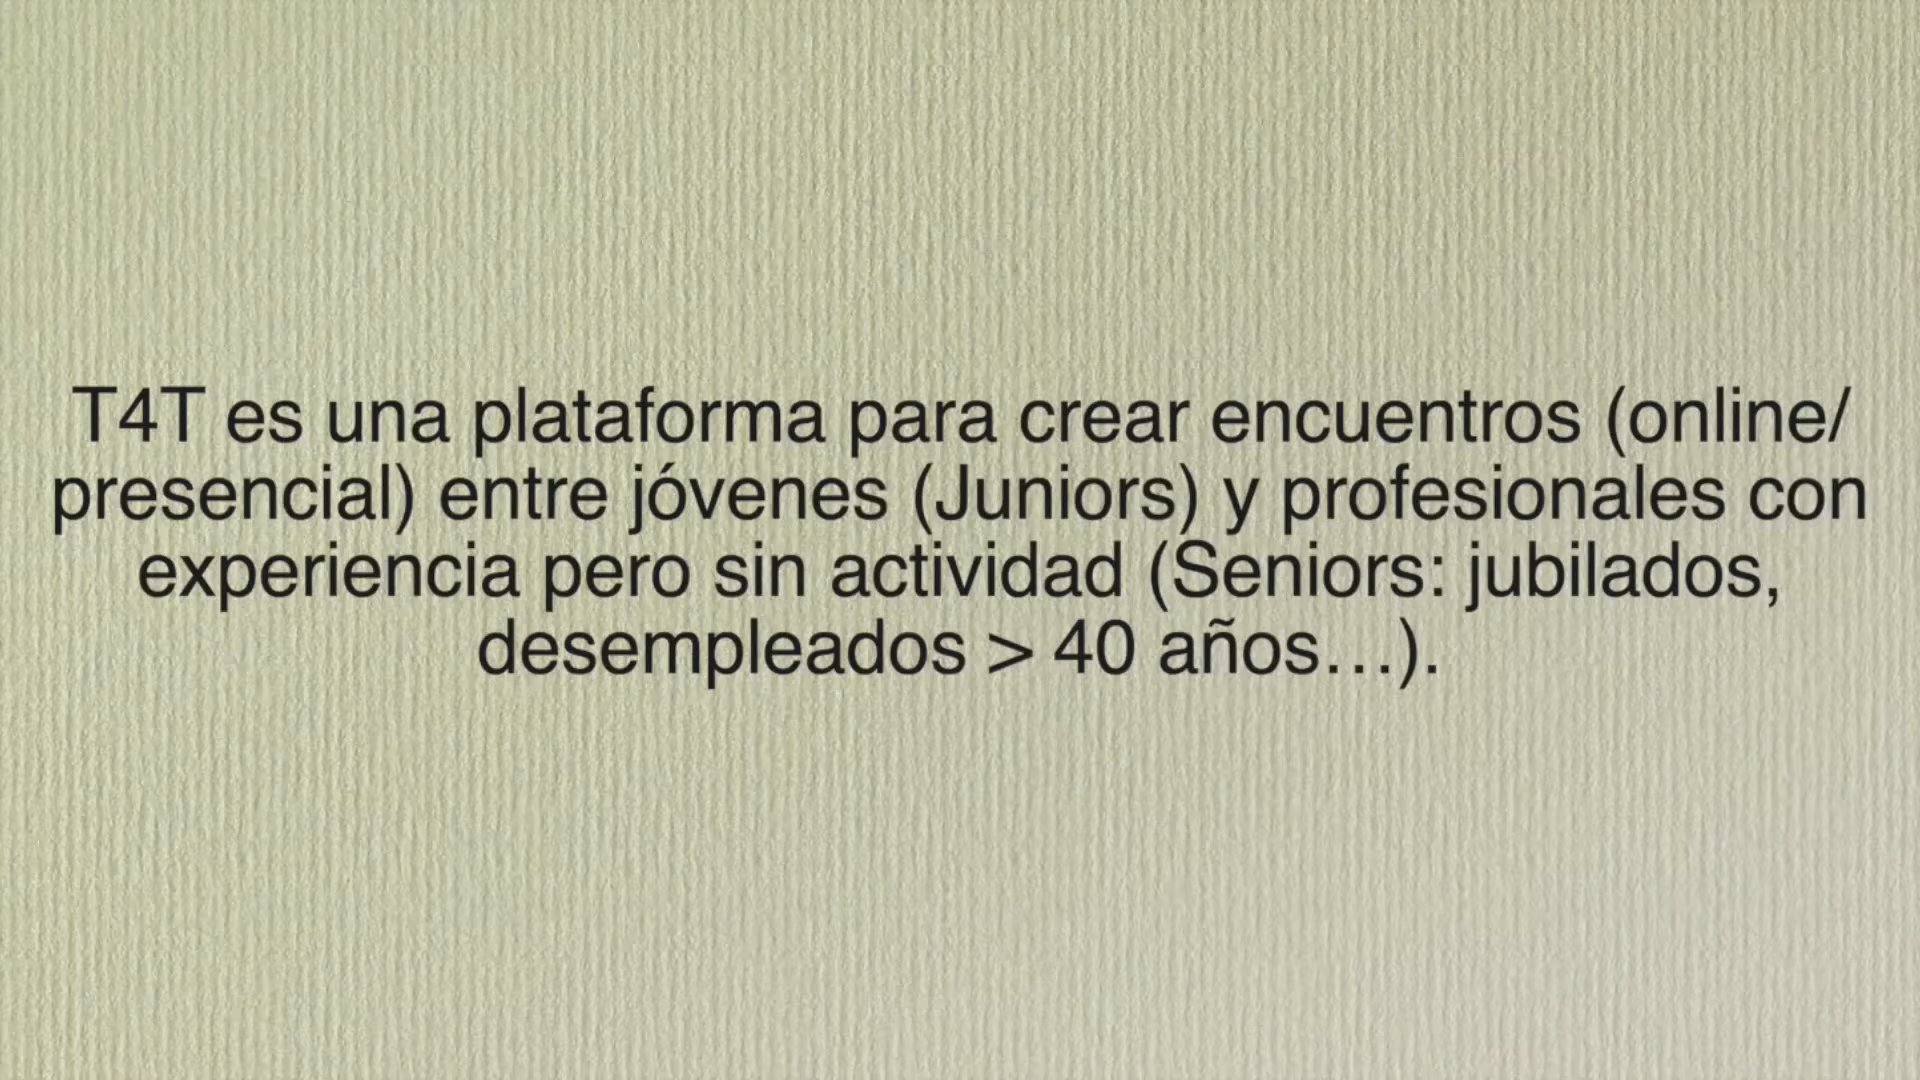 T4T es una plataforma para crear encuentros (online/
presencial) entre jóvenes (Juniors) y profesionales con
experiencia pero sin actividad (Seniors: jubilados,
desempleados > 40 años…).